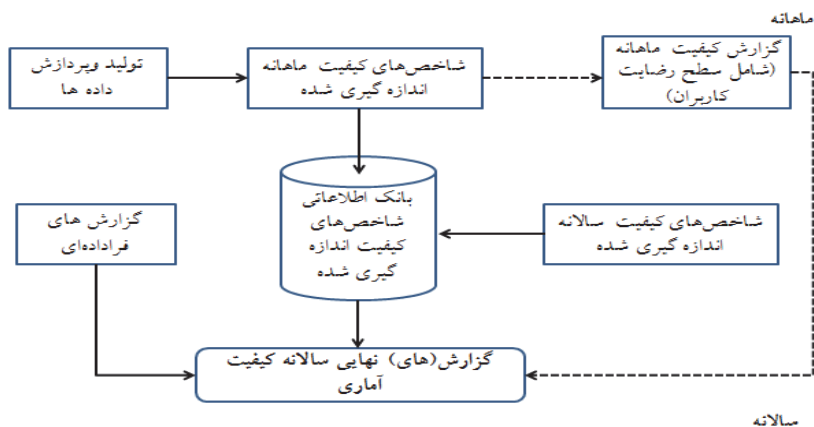 ماهانه
گزارش کیفیت ماهانه
(شامل سطح رضایت
کاربران)
شاخص‌های کیفیت ماهانه
اندازه گیری شده
تولید وپردازش
داده ها
بانک اطلاعاتی
شاخص‌های
کیفیت اندازه
گیری شده
شاخص‌های کیفیت سالانه
اندازه گیری شده
گزارش های
فراداده‌ای
گزارش(های) نهایی سالانه کیفیت
آماری
سالانه